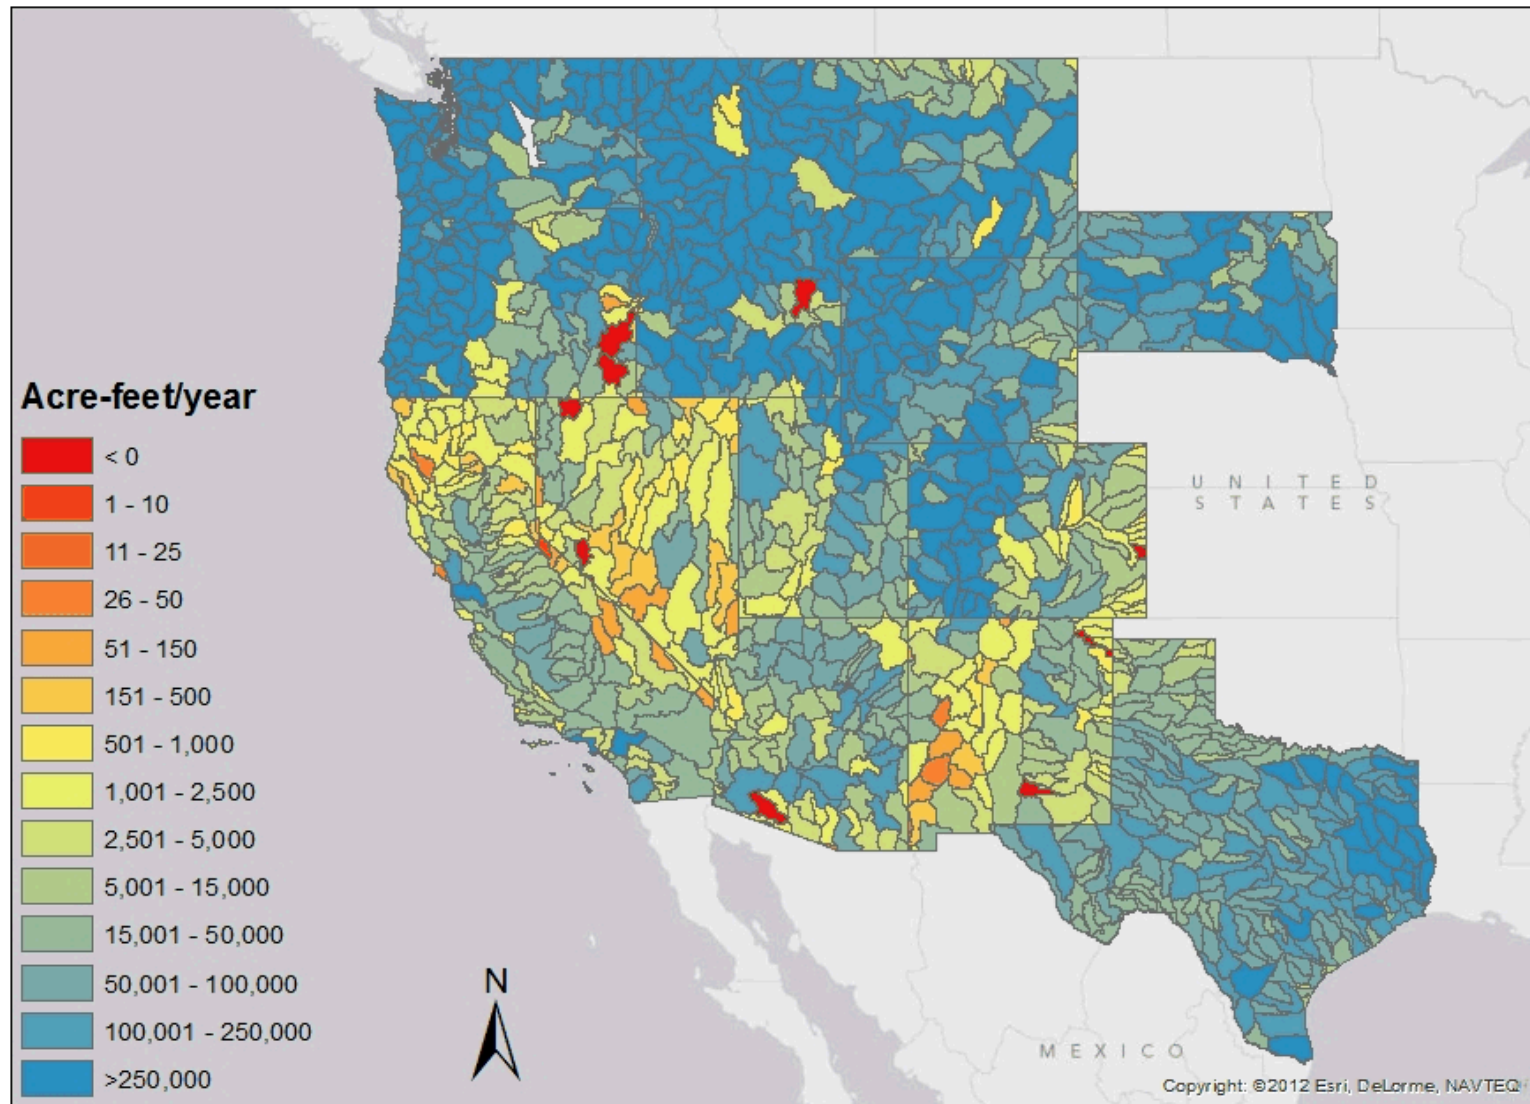 Acre-feet/year
< 0
1 - 10
11 - 25
26 - 50
51 - 150
151 - 500
501 - 1,000
1,001 - 2,500
2,501 - 5,000
5,001 - 15,000
15,001 - 50,000
50,001 - 100,000
100,001 - 250,000
>250,000
N
UNITED
STATES
MEXICO
Copyright: ©2012 Esri, DeLorme, NAVTEQ